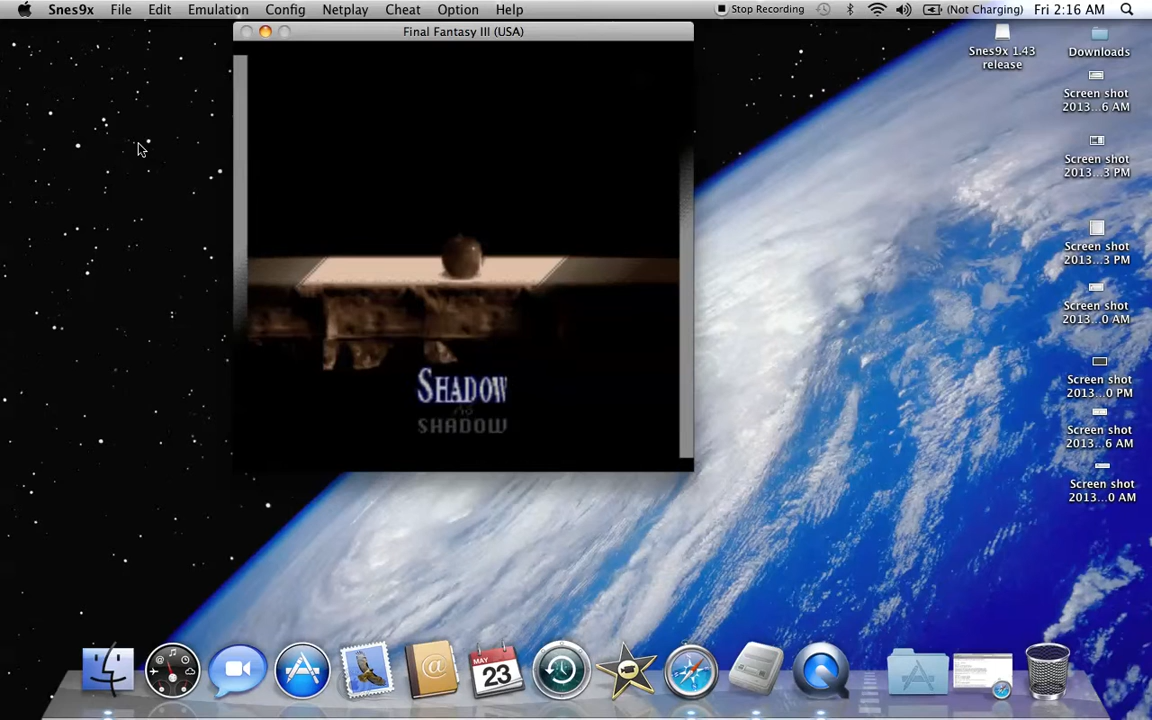 Snes9x File Edit Emulation Config Netplay Cheat Option Help Stop Recording (Not Charging) Fri 2:16 AM
Final Fantasy III (USA)
Snes9x 1.43
release
Downloads
Screen shot
2013...6 AM
Screen shot
2013...3 PM
Screen shot
2013...3 PM
Screen shot
2013...0 AM
Screen shot
2013...0 PM
Screen shot
2013...6 AM
Screen shot
2013...0 AM
SHADOW
AS
SHADOW
MAY
23